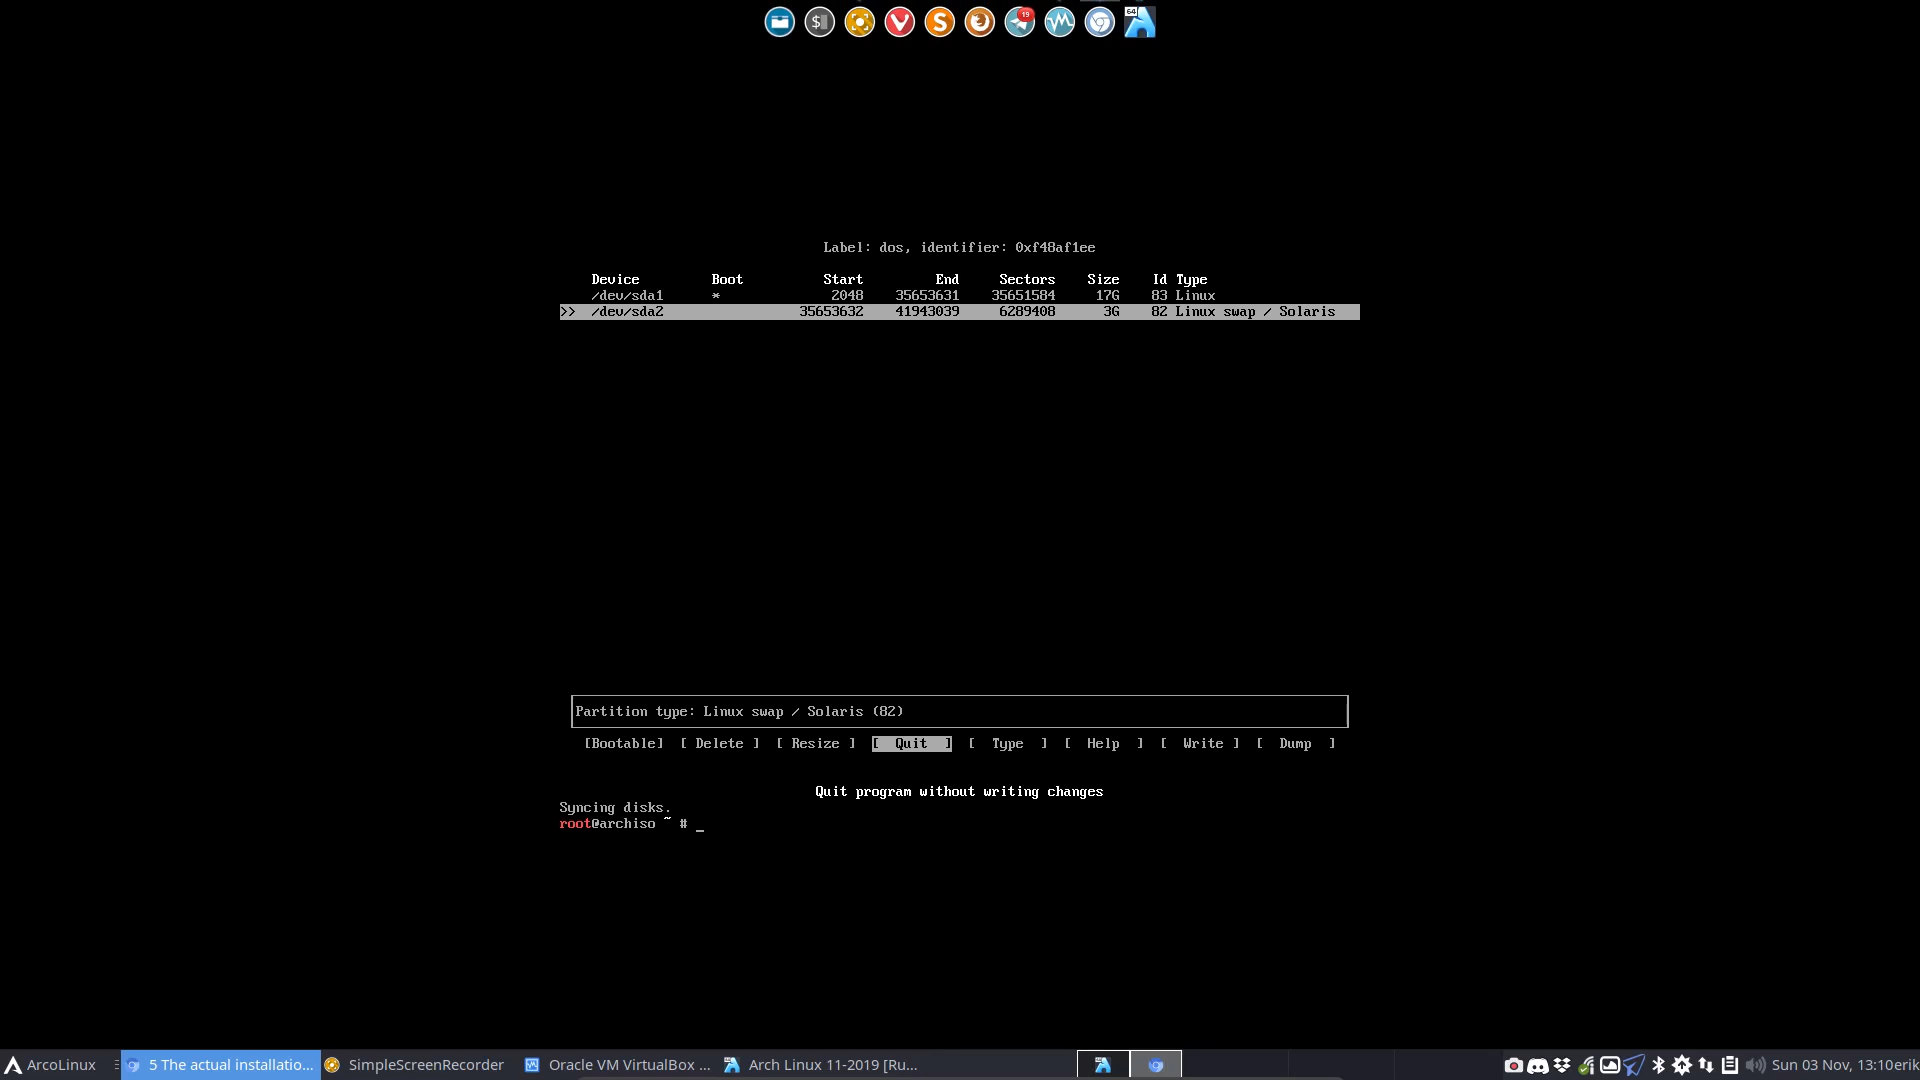 64
19
Label: dos, identifier: 0xf48af1ee
Device Boot Start End Sectors Size Id Type
/dev/sda1 * 2048 35653631 35651584 17G 83 Linux
>> /dev/sda2 35653632 41943039 6289408 3G 82 Linux swap / Solaris
Partition type: Linux swap / Solaris (82)
[Bootable] [ Delete ] [ Resize ] [ Quit ] [ Type ] [ Help ] [ Write ] [ Dump ]
Quit program without writing changes
Syncing disks.
root@archiso ~ # _
ArcoLinux 5 The actual installatio... SimpleScreenRecorder Oracle VM VirtualBox ... Arch Linux 11-2019 [Ru... Sun 03 Nov, 13:10 erik